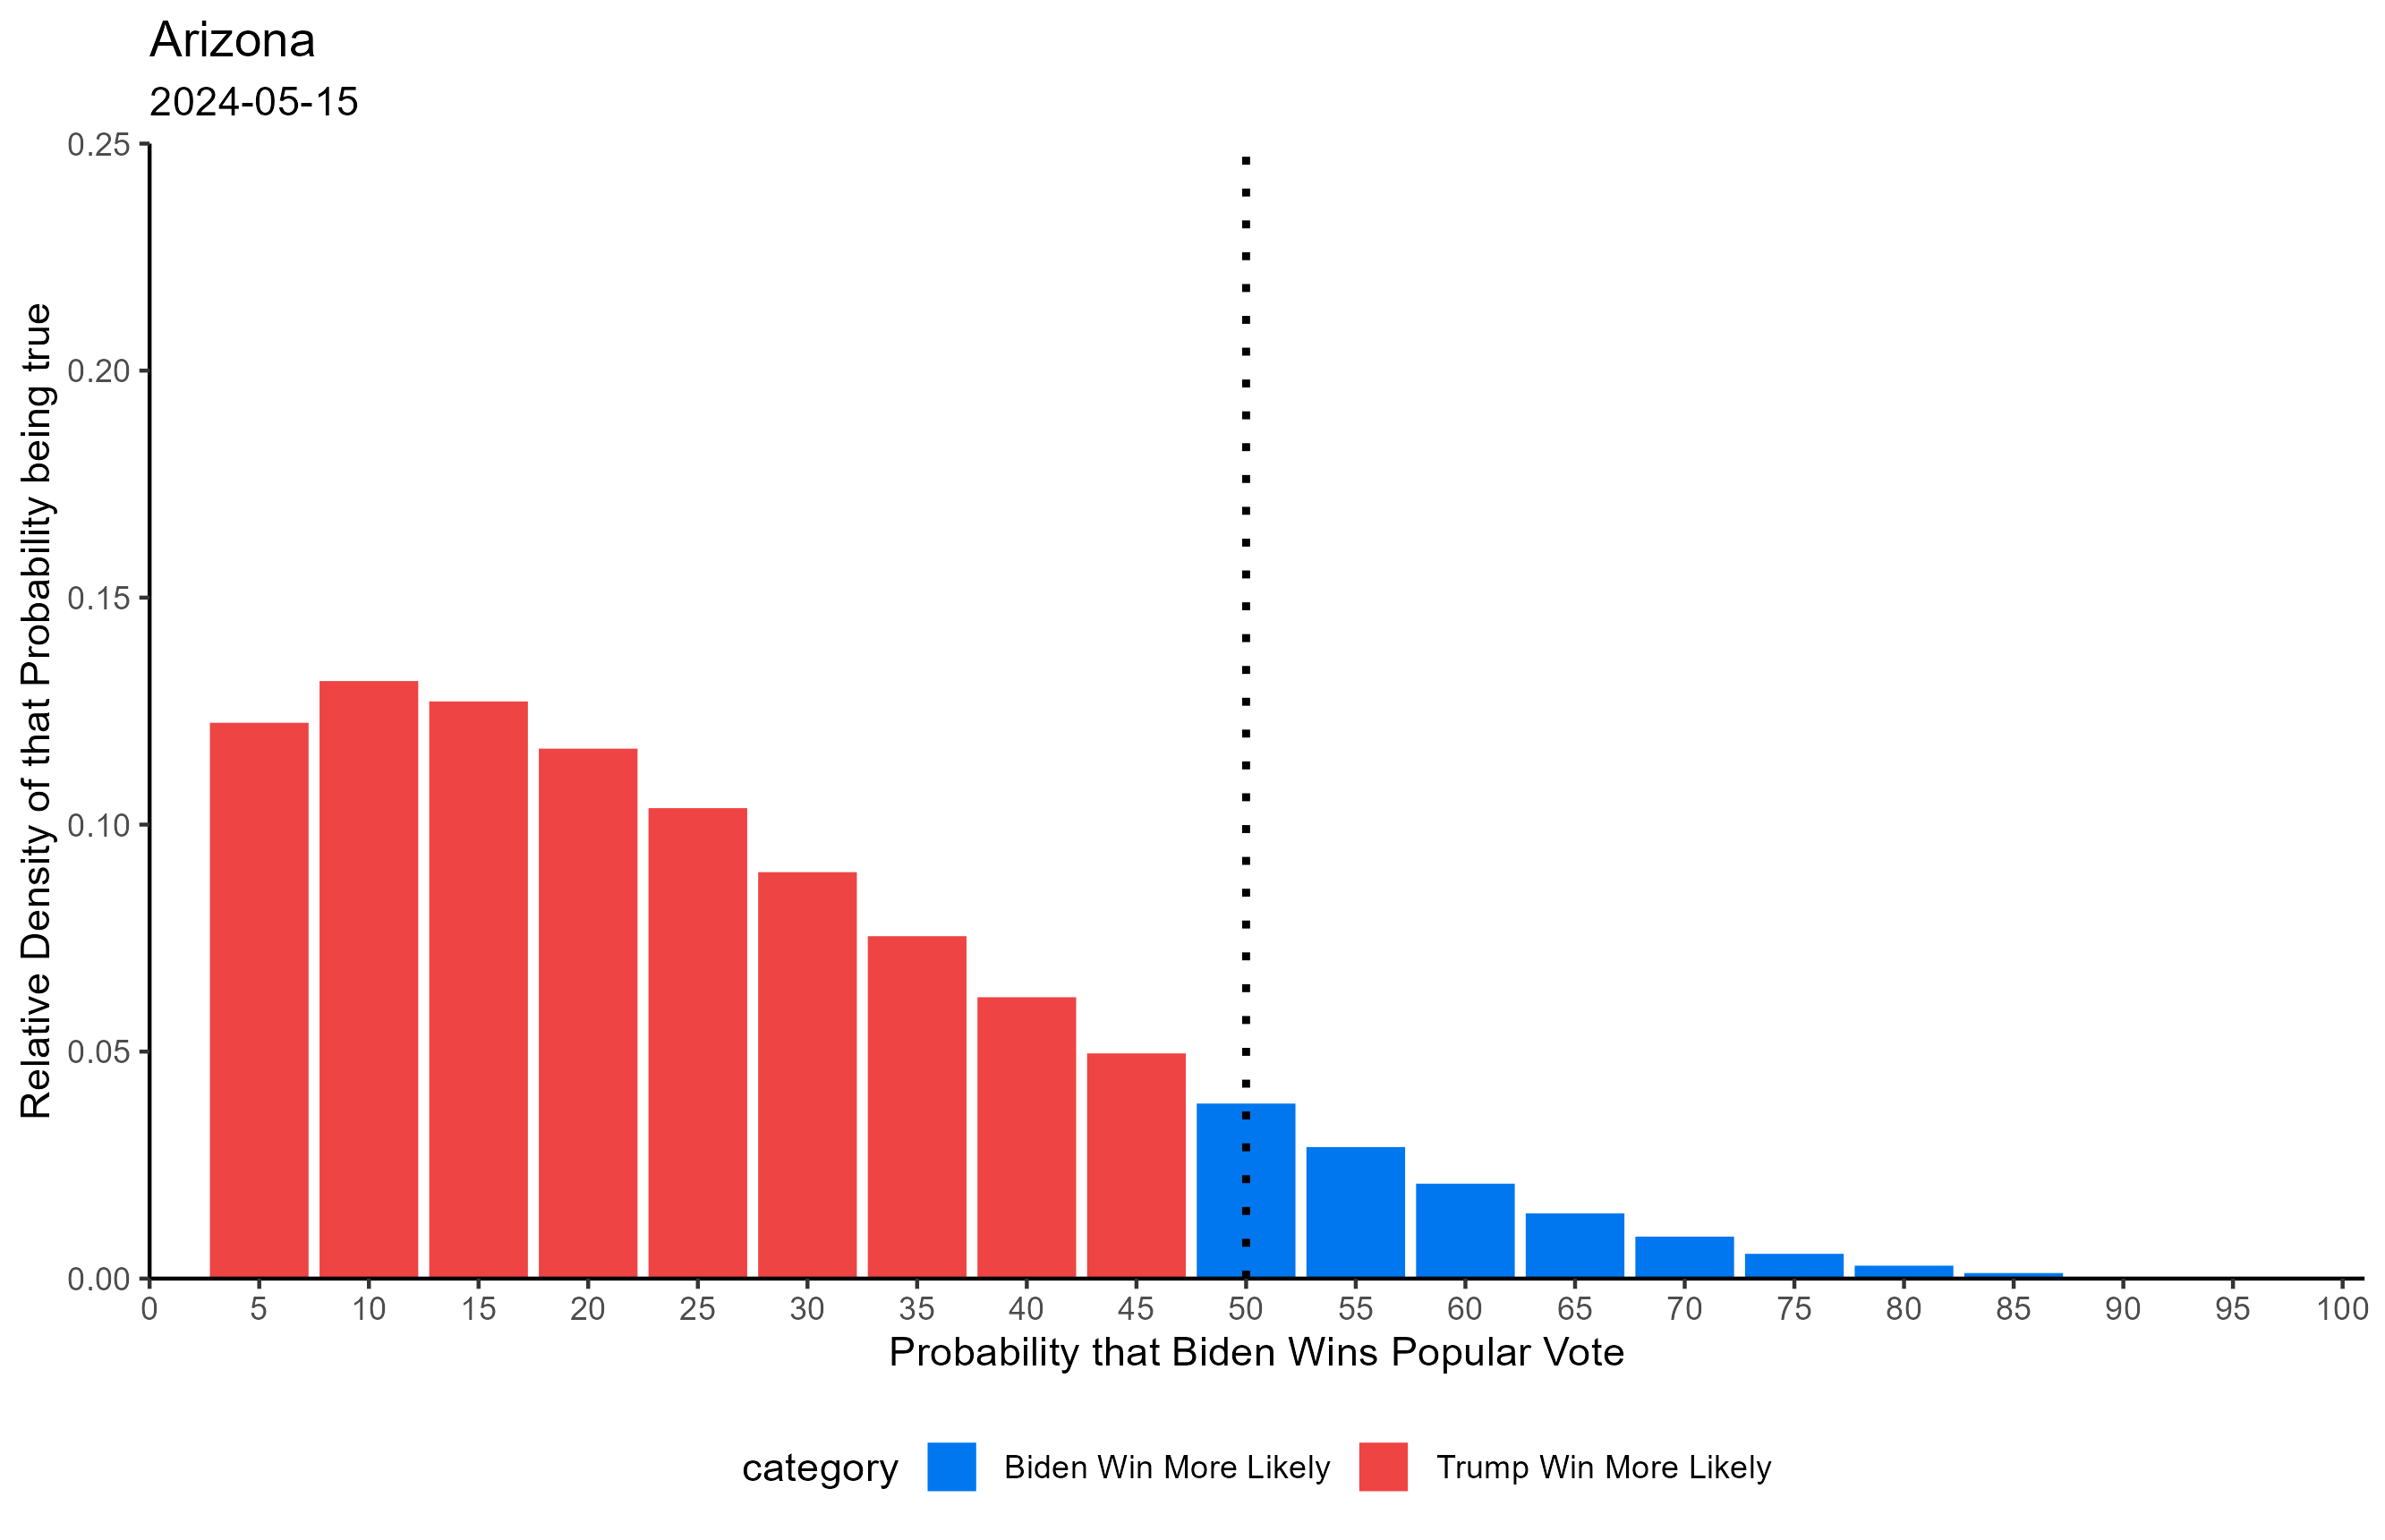 Arizona
2024-05-15
Relative Density of that Probability being true
0.25
0.20
0.15
0.10
0.05
0.00
0 5 10 15 20 25 30 35 40 45 50 55 60 65 70 75 80 85 90 95 100
Probability that Biden Wins Popular Vote
category Biden Win More Likely Trump Win More Likely